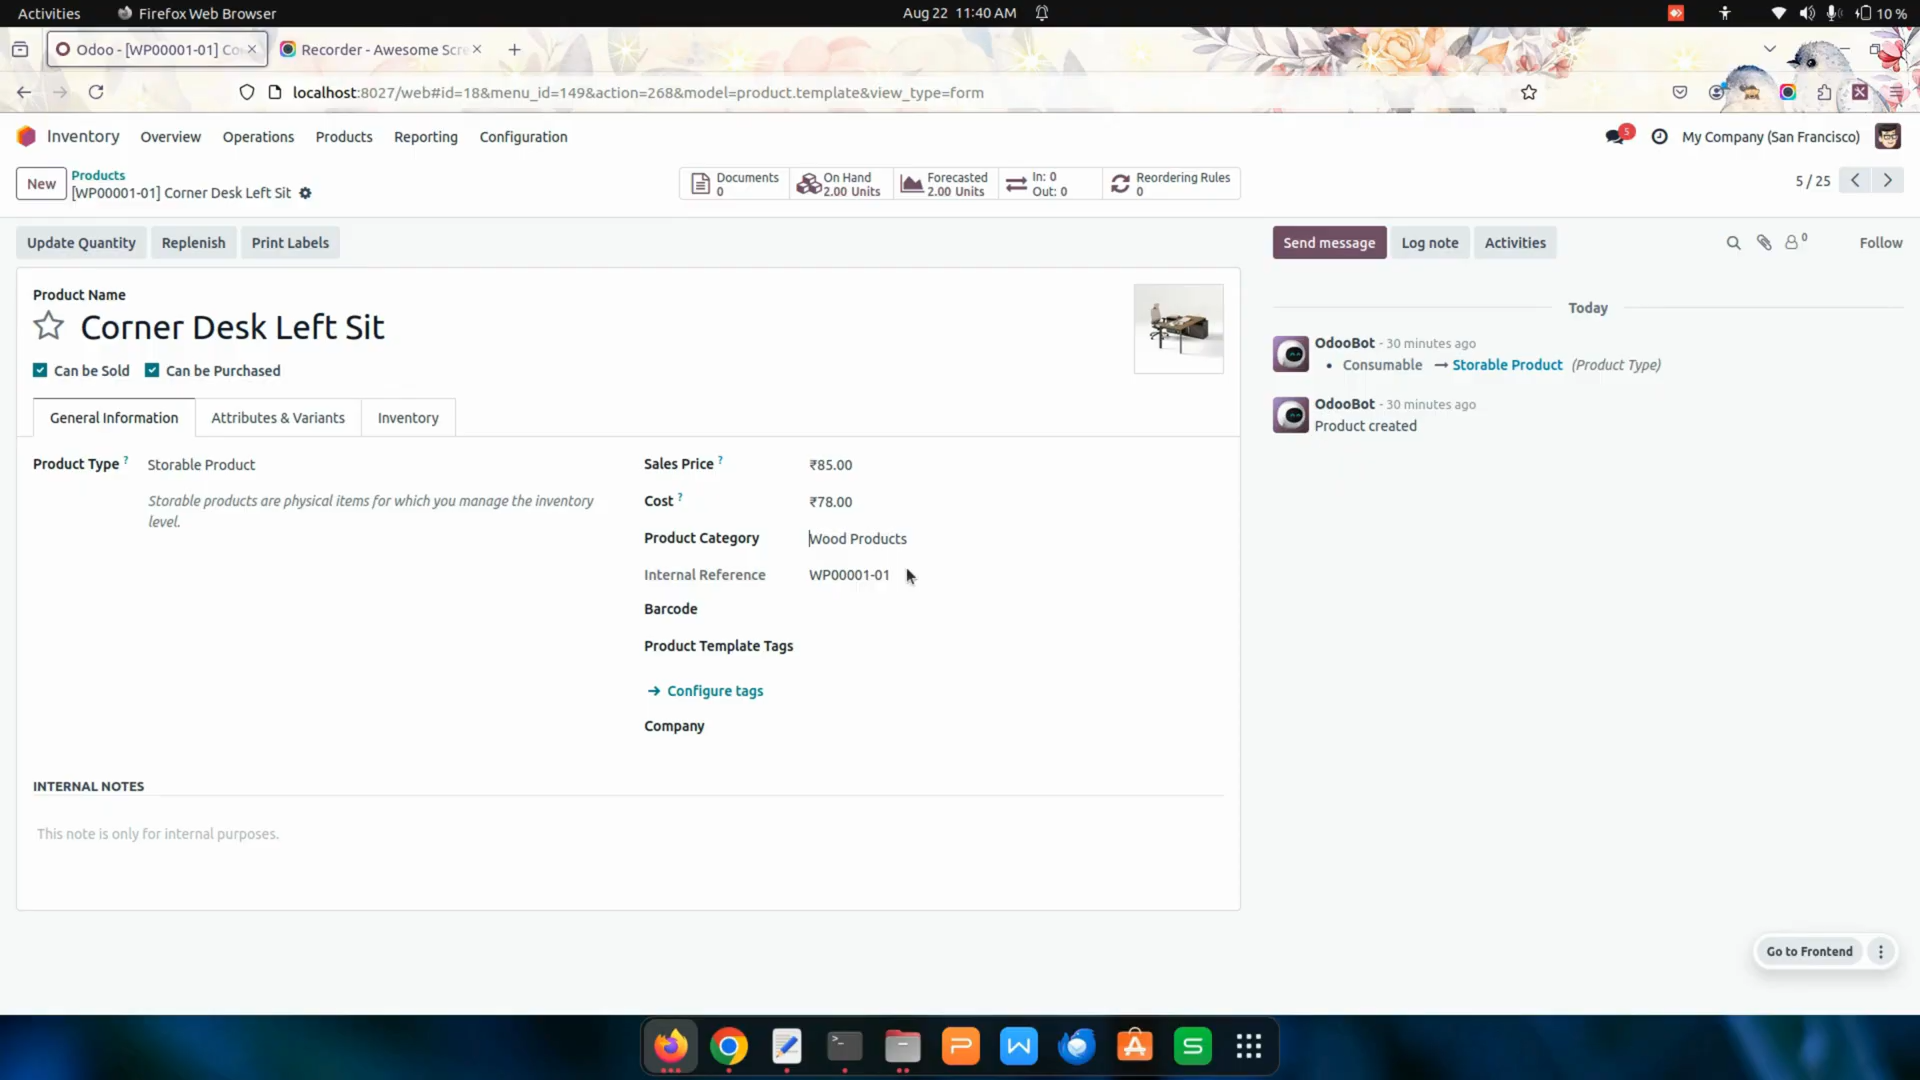 Activities
Firefox Web Browser
Aug 22 11:40 AM
10 %
Odoo - [WP00001-01] Co
Recorder - Awesome Scre
localhost:8027/web#id=18&menu_id=149&action=268&model=product.template&view_type=form
Inventory
Overview
Operations
Products
Reporting
Configuration
5
My Company (San Francisco)
New
Products
[WP00001-01] Corner Desk Left Sit
Documents
0
On Hand
2.00 Units
Forecasted
2.00 Units
In: 0
Out: 0
Reordering Rules
0
5 / 25
Update Quantity
Replenish
Print Labels
Send message
Log note
Activities
0
Follow
Product Name
Corner Desk Left Sit
Can be Sold
Can be Purchased
Today
OdooBot - 30 minutes ago
• Consumable → Storable Product (Product Type)
OdooBot - 30 minutes ago
Product created
General Information
Attributes & Variants
Inventory
Product Type ?
Storable Product
Storable products are physical items for which you manage the inventory
level.
Sales Price ?
₹85.00
Cost ?
₹78.00
Product Category
Wood Products
Internal Reference
WP00001-01
Barcode
Product Template Tags
→ Configure tags
Company
INTERNAL NOTES
This note is only for internal purposes.
Go to Frontend